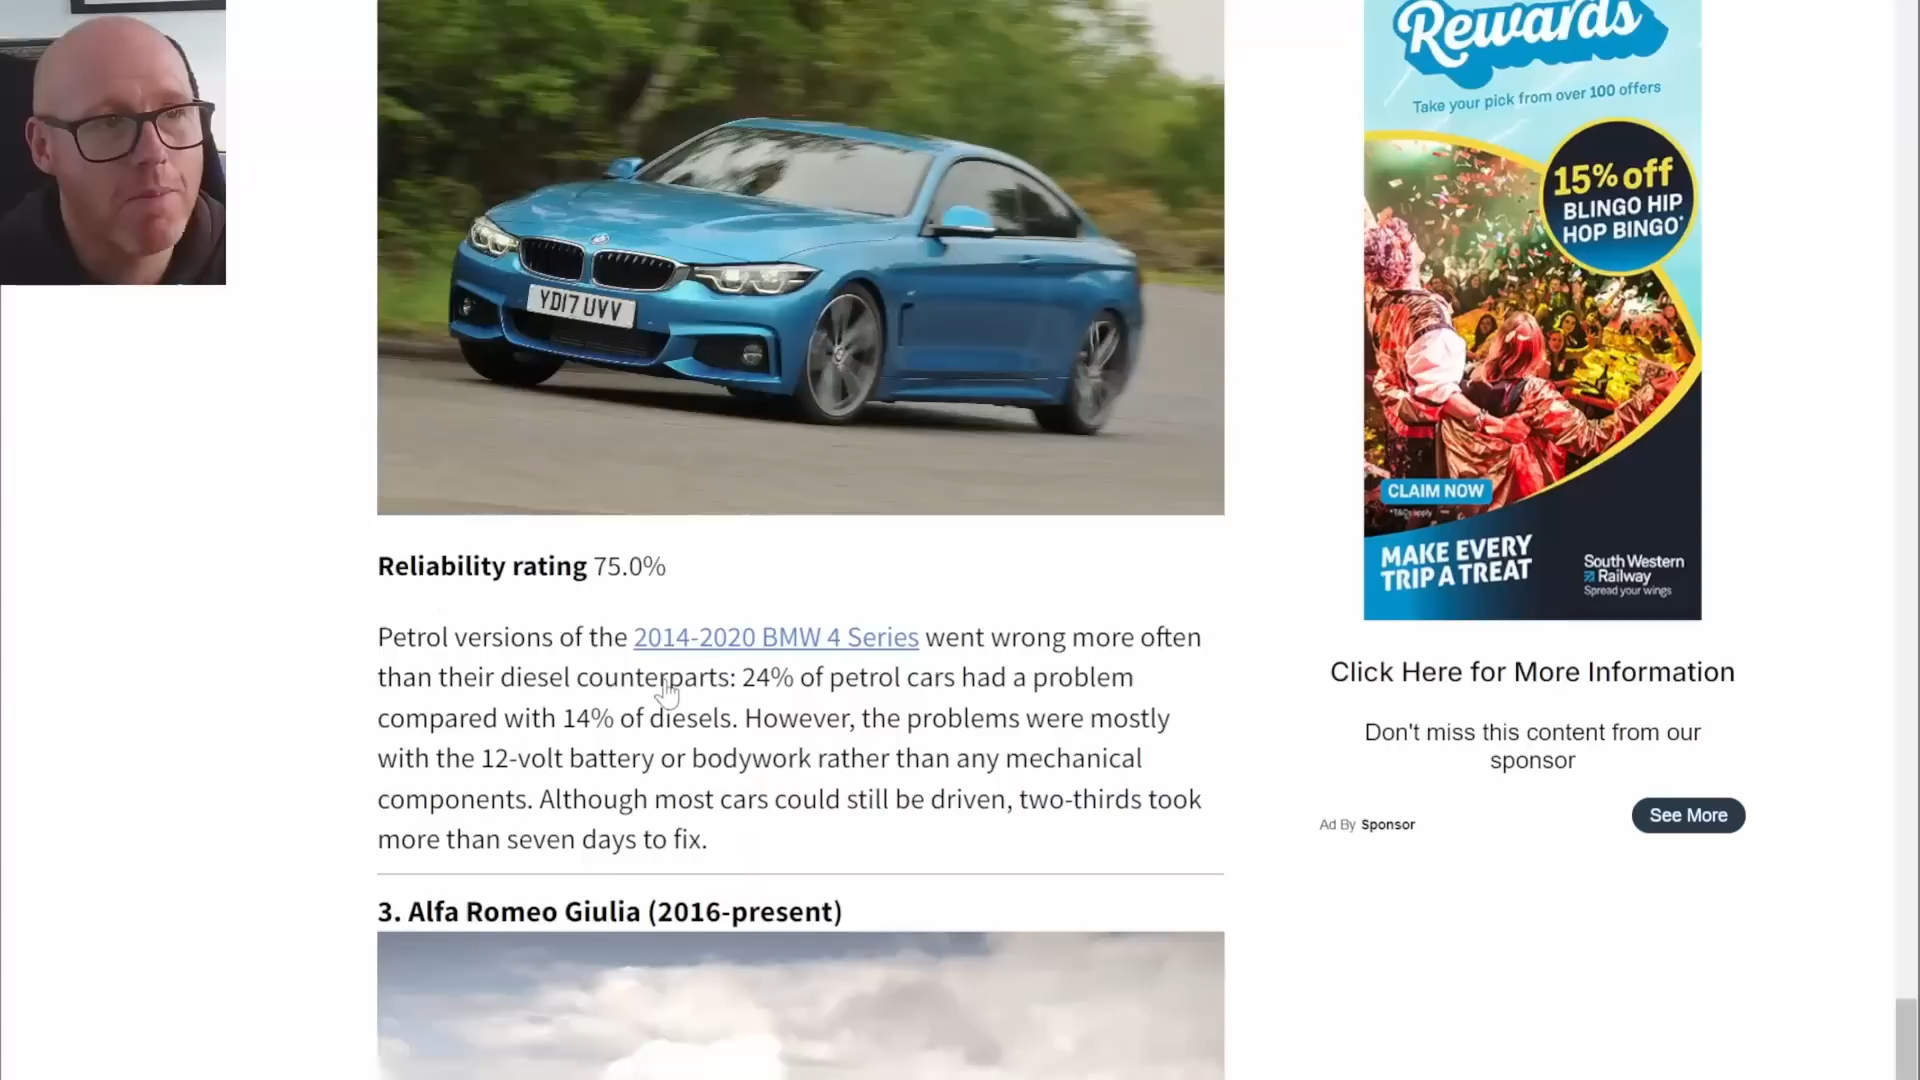 Rewards
Take your pick from over 100 offers
15% off
BLINGO HIP
HOP BINGO*
YD17 UVV
CLAIM NOW
*T&Cs apply
MAKE EVERY
TRIP A TREAT
South Western
Railway
Spread your wings
Reliability rating 75.0%
Petrol versions of the 2014-2020 BMW 4 Series went wrong more often
than their diesel counterparts: 24% of petrol cars had a problem
compared with 14% of diesels. However, the problems were mostly
with the 12-volt battery or bodywork rather than any mechanical
components. Although most cars could still be driven, two-thirds took
more than seven days to fix.
Click Here for More Information
Don't miss this content from our
sponsor
Ad By Sponsor
See More
3. Alfa Romeo Giulia (2016-present)